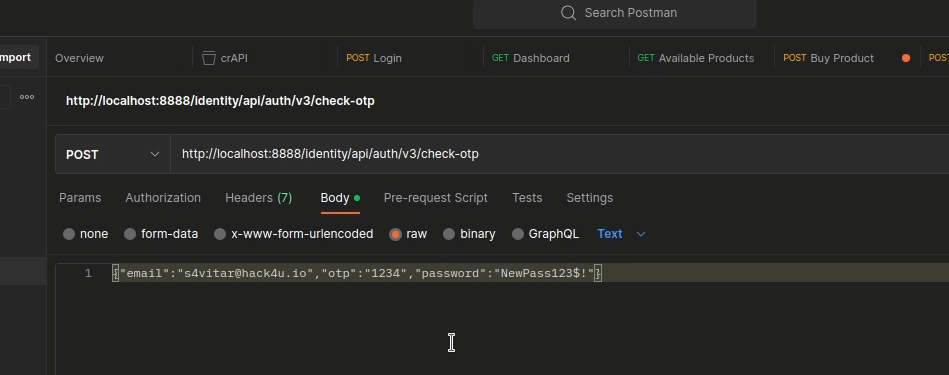 Search Postman
mport
Overview
crAPI
POST Login
GET Dashboard
GET Available Products
POST Buy Product
POST
http://localhost:8888/identity/api/auth/v3/check-otp
POST
http://localhost:8888/identity/api/auth/v3/check-otp
Params
Authorization
Headers (7)
Body
Pre-request Script
Tests
Settings
none
form-data
x-www-form-urlencoded
raw
binary
GraphQL
Text
1
{"email":"s4vitar@hack4u.io","otp":"1234","password":"NewPass123$!"}